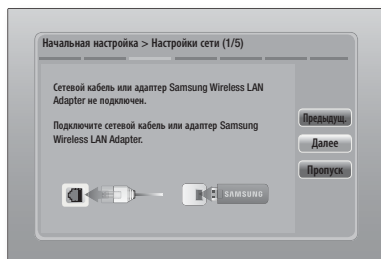 Начальная настройка > Настройки сети (1/5)
Сетевой кабель или адаптер Samsung Wireless LAN
Adapter не подключен.
Подключите сетевой кабель или адаптер Samsung
Wireless LAN Adapter.
Предыдущ.
Далее
Пропуск
SAMSUNG